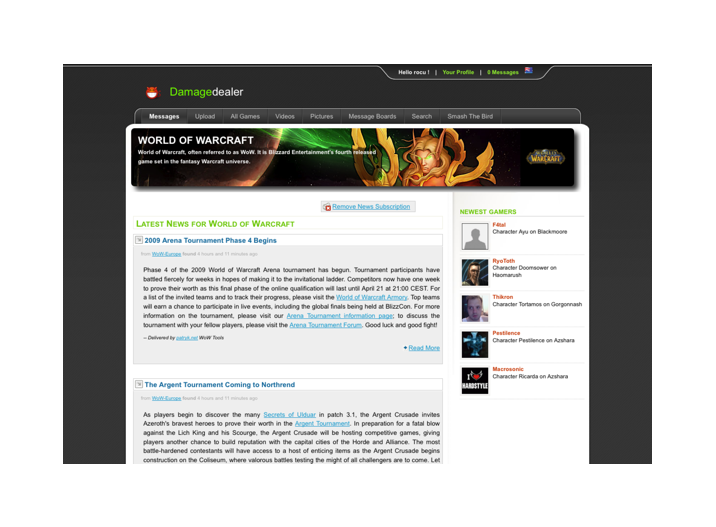 Hello rocu ! | Your Profile | 0 Messages
Damagedealer
Messages Upload All Games Videos Pictures Message Boards Search Smash The Bird
WORLD OF WARCRAFT
World of Warcraft, often referred to as WoW. It is Blizzard Entertainment's fourth released
game set in the fantasy Warcraft universe.
WARCRAFT
Remove News Subscription
LATEST NEWS FOR WORLD OF WARCRAFT
2009 Arena Tournament Phase 4 Begins
from WoW-Europe found 9 hours and 11 minutes ago
Phase 4 of the 2009 World of Warcraft Arena tournament has begun. Tournament participants have
battled fiercely for weeks in hopes of making it to the invitational ladder. Competitors now have one week
to prove their worth as this final phase of the online qualification will last until April 21 at 21:00 CEST. For
a list of the invited teams and to track their progress, please visit the World of Warcraft Armory. Top teams
will earn a chance to participate in live events, including the global finals being held at BlizzCon. For more
information on the tournament, please visit our Arena Tournament information page; to discuss the
tournament with your fellow players, please visit the Arena Tournament Forum. Good luck and good fight!
-- Delivered by WoW Tools
Read More
The Argent Tournament Coming to Northrend
from WoW-Europe found 9 hours and 11 minutes ago
As players begin to discover the many Secrets of Ulduar in patch 3.1, the Argent Crusade invites
Azeroth's bravest heroes to prove their worth in the Argent Tournament. In preparation for a fatal blow
against the Lich King and his Scourge, the Argent Crusade will be hosting competitive games, giving
players another chance to build reputation with the capital cities of the Horde and Alliance. The most
battle-hardened contestants will have access to a host of enticing items as the Argent Crusade begins
construction on the Coliseum, where valorous battles testing the might of all challengers are to come. Let
NEWEST GAMERS
F4tal
Character Ayu on Blackmoore
RyoToth
Character Doomsower on
Haomarush
Thikron
Character Tortamos on Gorgonnash
Pestilence
Character Pestilence on Azshara
Macrosonic
Character Ricarda on Azshara
I HARDSTYLE